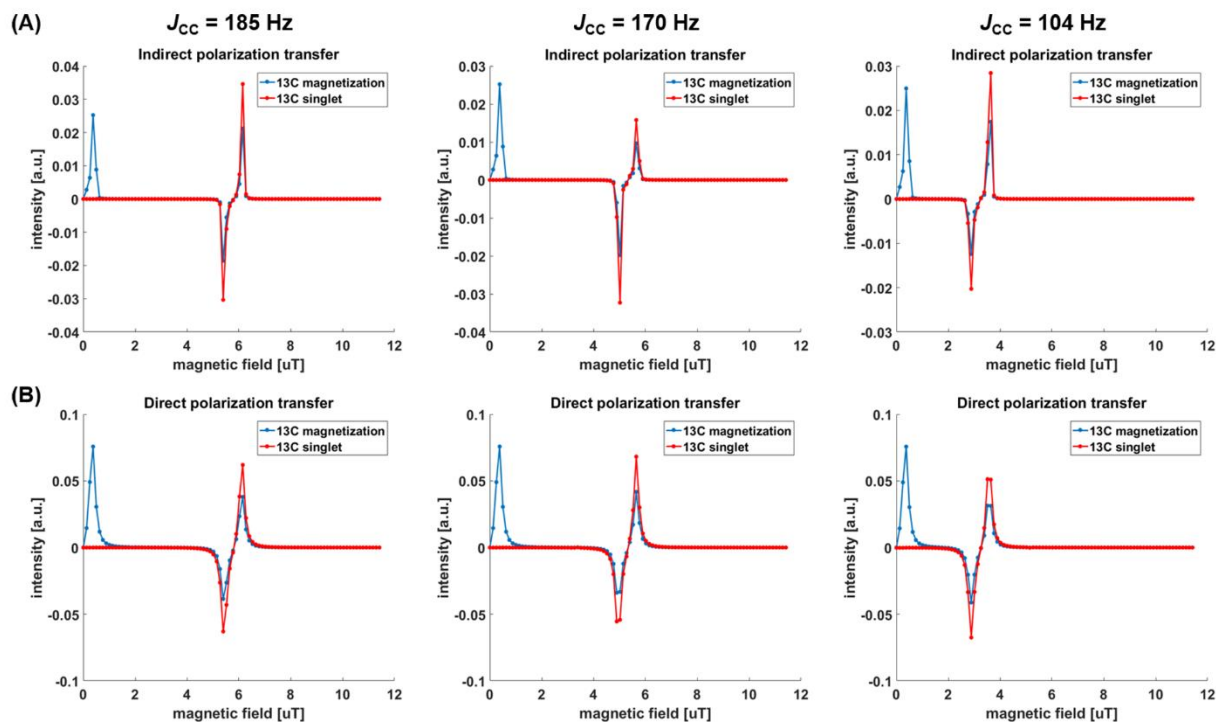 (A)
J_CC = 185 Hz
J_CC = 170 Hz
J_CC = 104 Hz
Indirect polarization transfer
0.04
0.03
0.02
0.01
0
-0.01
-0.02
-0.03
-0.04
intensity [a.u.]
13C magnetization
13C singlet
0 2 4 6 8 10 12
magnetic field [uT]
Indirect polarization transfer
0.04
0.03
0.02
0.01
0
-0.01
-0.02
-0.03
-0.04
intensity [a.u.]
13C magnetization
13C singlet
0 2 4 6 8 10 12
magnetic field [uT]
Indirect polarization transfer
0.03
0.02
0.01
0
-0.01
-0.02
-0.03
intensity [a.u.]
13C magnetization
13C singlet
0 2 4 6 8 10 12
magnetic field [uT]
(B)
Direct polarization transfer
0.1
0.05
0
-0.05
-0.1
intensity [a.u.]
13C magnetization
13C singlet
0 2 4 6 8 10 12
magnetic field [uT]
Direct polarization transfer
0.1
0.05
0
-0.05
-0.1
intensity [a.u.]
13C magnetization
13C singlet
0 2 4 6 8 10 12
magnetic field [uT]
Direct polarization transfer
0.1
0.05
0
-0.05
-0.1
intensity [a.u.]
13C magnetization
13C singlet
0 2 4 6 8 10 12
magnetic field [uT]